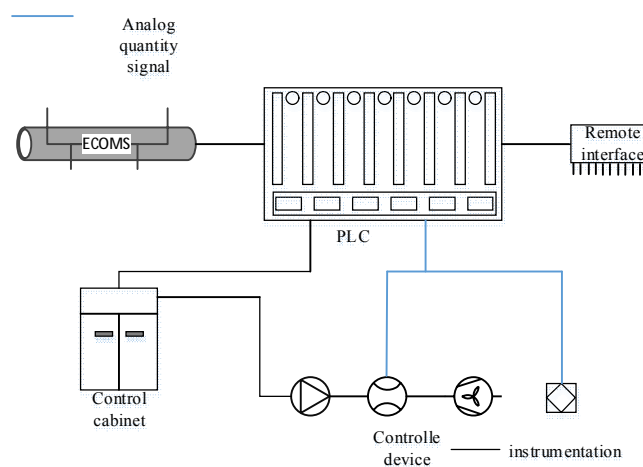 Analog
quantity
signal
ECOMS
Remote
interface
PLC
Control
cabinet
Controlle
device
instrumentation